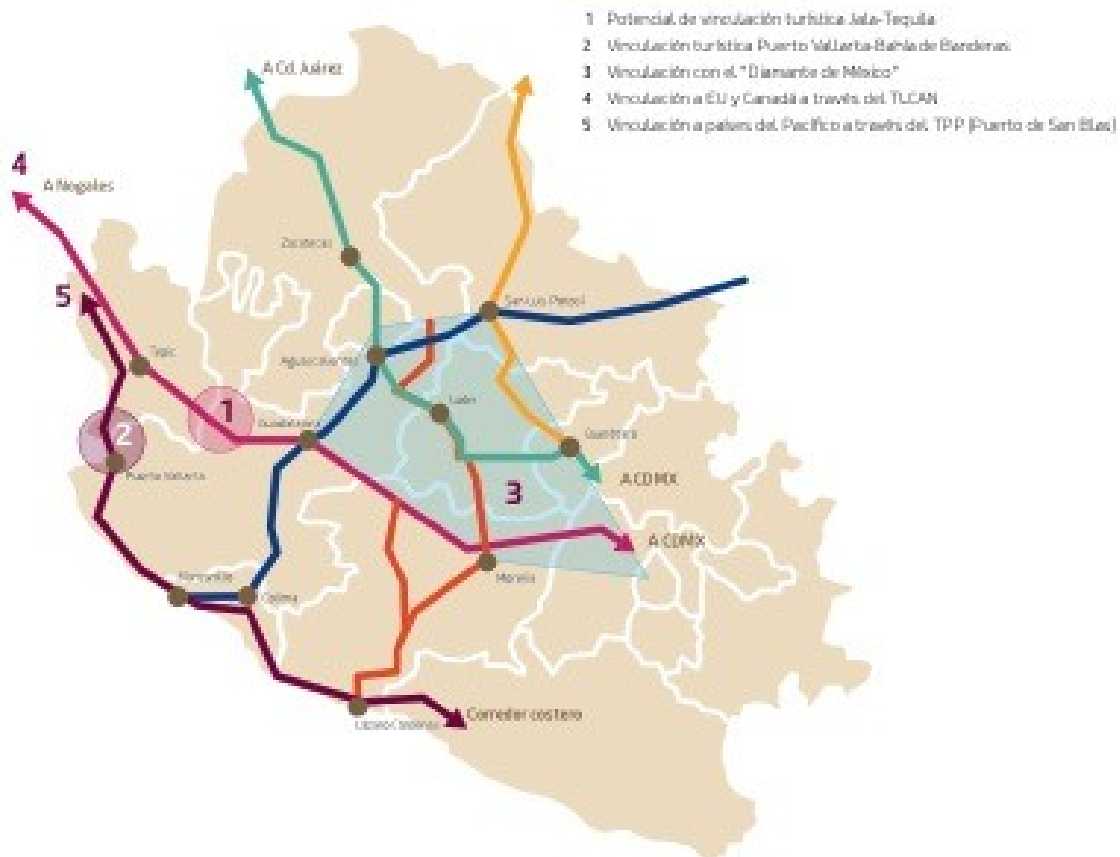 1 Potencial de vinculación turística Jala-Tequila
2 Vinculación turística Puerto Vallarta-Bahía de Banderas
3 Vinculación con el "Diamante de México"
4 Vinculación a EU y Canadá a través del TLCAN
5 Vinculación a países del Pacífico a través del TPP (Puerto de San Blas)
A Cd. Juárez
4
A Nogales
Zacatecas
5
San Luis Potosí
Tepic
Aguascalientes
1
León
Guadalajara
2
Querétaro
Puerto Vallarta
A CDMX
3
A CDMX
Morelia
Manzanillo
Colima
Corredor costero
Lázaro Cárdenas